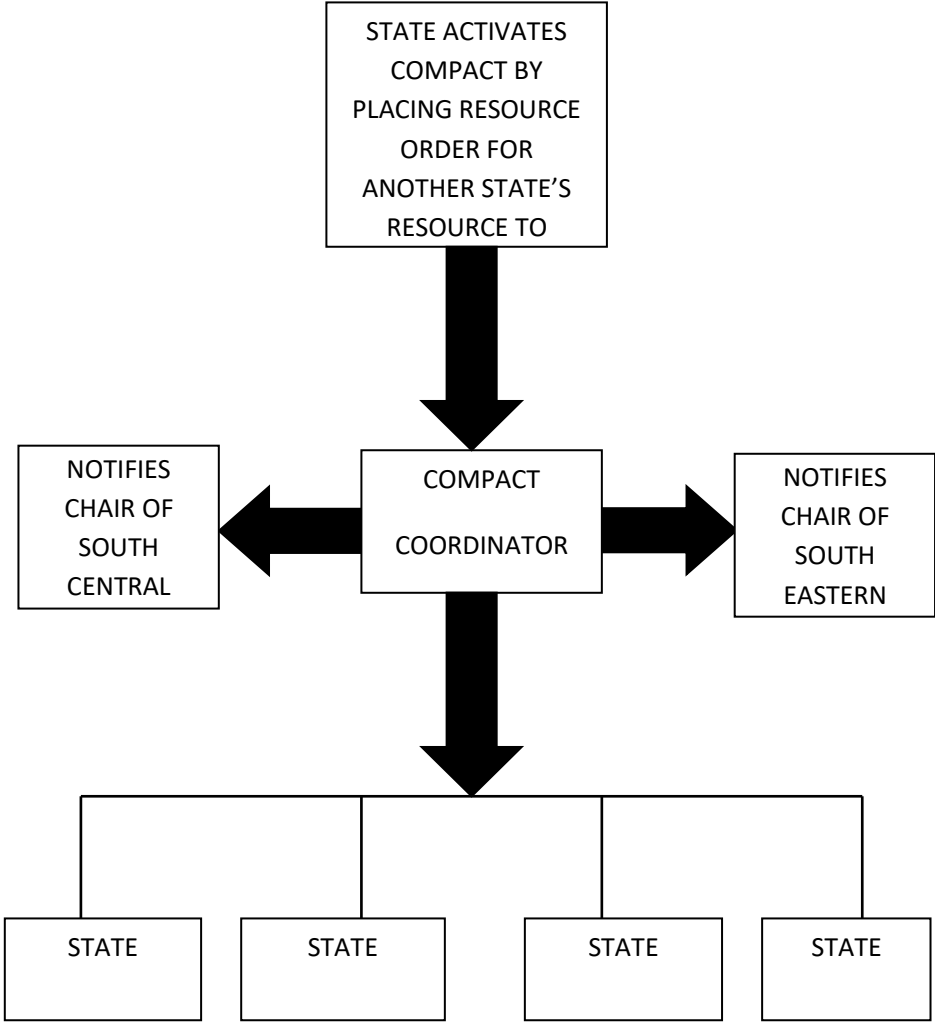 STATE ACTIVATES
COMPACT BY
PLACING RESOURCE
ORDER FOR
ANOTHER STATE’S
RESOURCE TO
NOTIFIES
CHAIR OF
SOUTH
CENTRAL
COMPACT
COORDINATOR
NOTIFIES
CHAIR OF
SOUTH
EASTERN
STATE
STATE
STATE
STATE